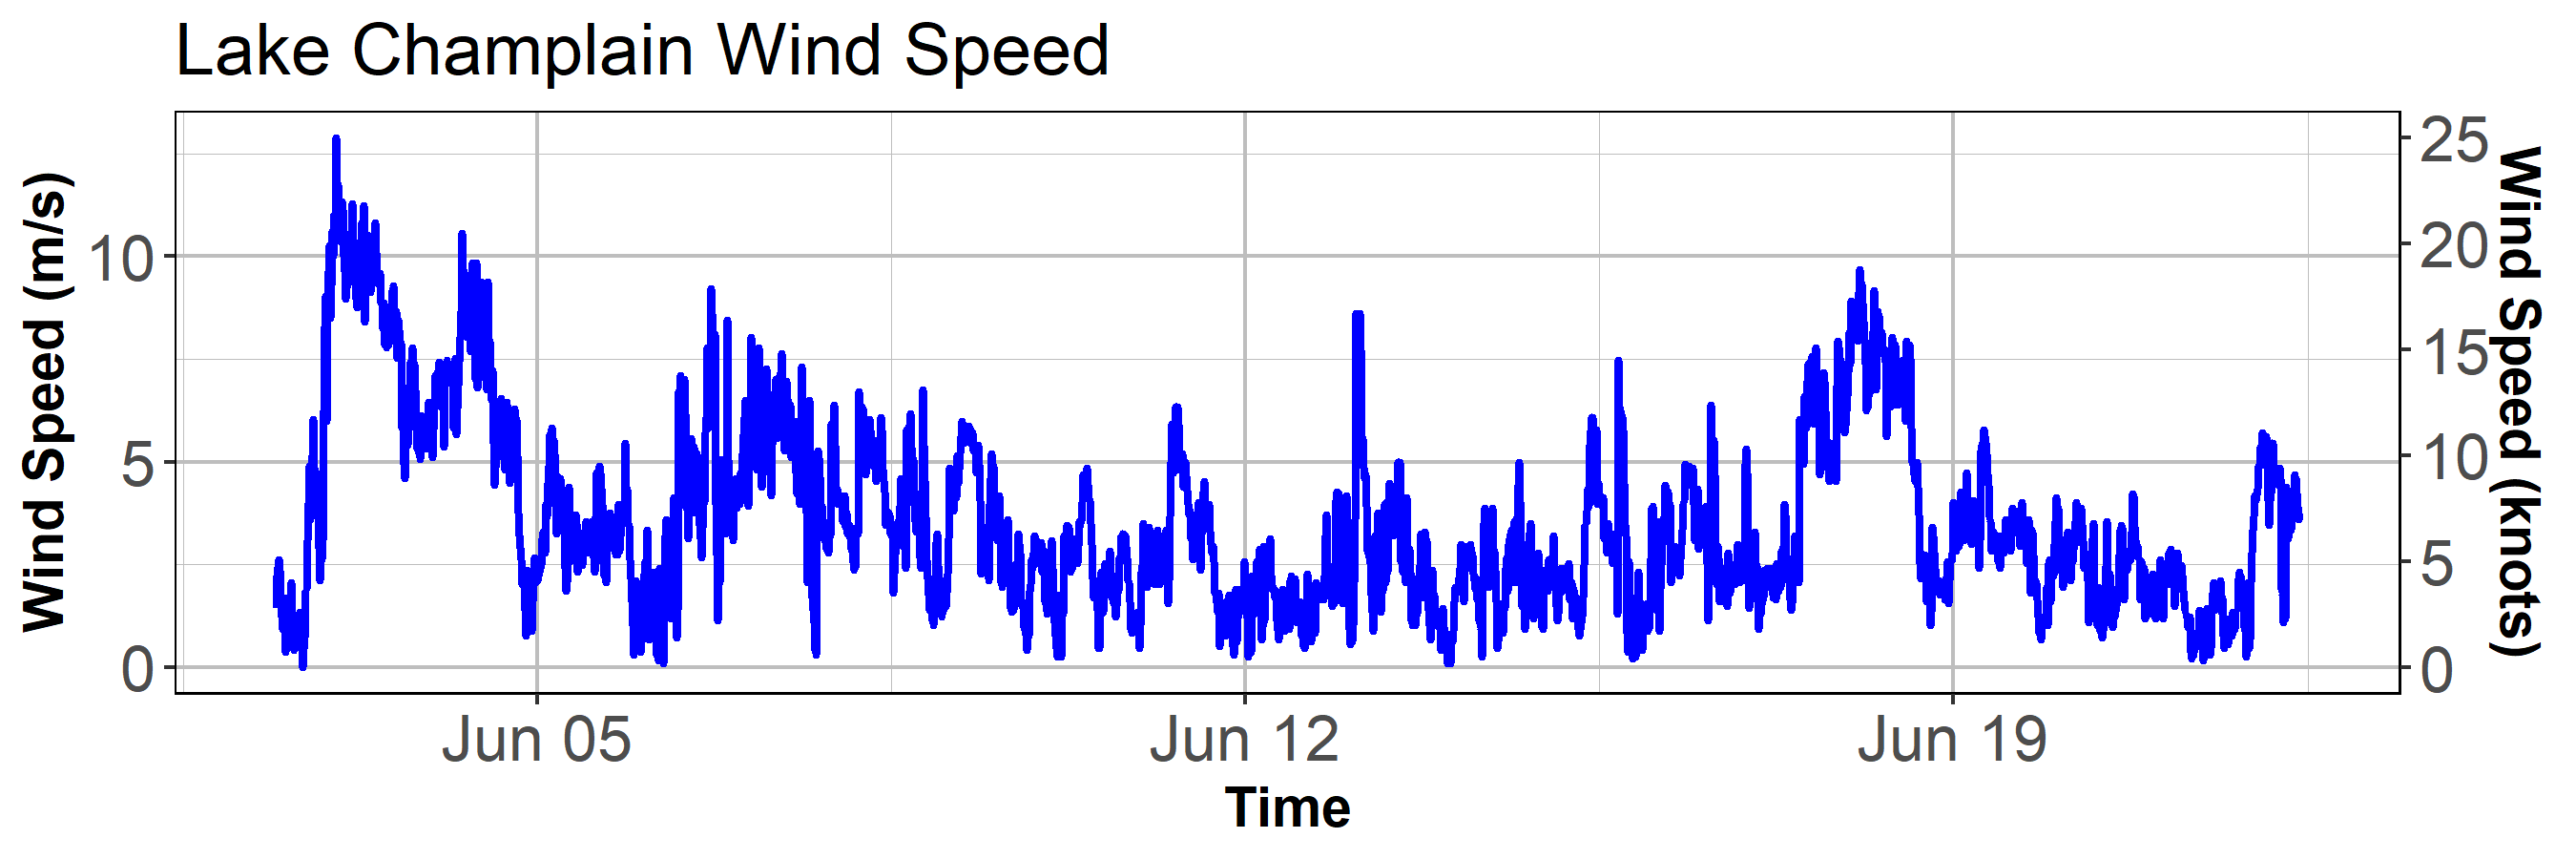 Lake Champlain Wind Speed
Wind Speed (m/s)
10
5
0
25
20
15
10
5
0
Wind Speed (knots)
Jun 05
Jun 12
Jun 19
Time